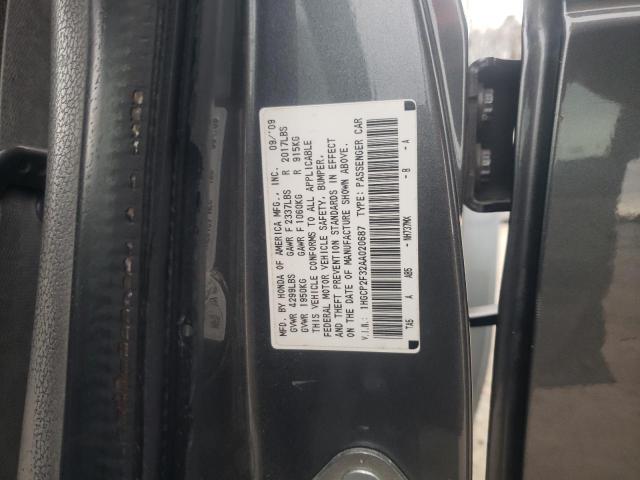 MFD. BY HONDA OF AMERICA MFG., INC. 09/'09
GVWR 4299LBS GAWR F 2337LBS R 2017LBS
GVWR 1950KG GAWR F 1060KG R 915KG
THIS VEHICLE CONFORMS TO ALL APPLICABLE
FEDERAL MOTOR VEHICLE SAFETY, BUMPER,
AND THEFT PREVENTION STANDARDS IN EFFECT
ON THE DATE OF MANUFACTURE SHOWN ABOVE.
V.I.N.: 1HGCP2F32AA020687 TYPE: PASSENGER CAR
TA5 A AB5 - NH737MX - B - A